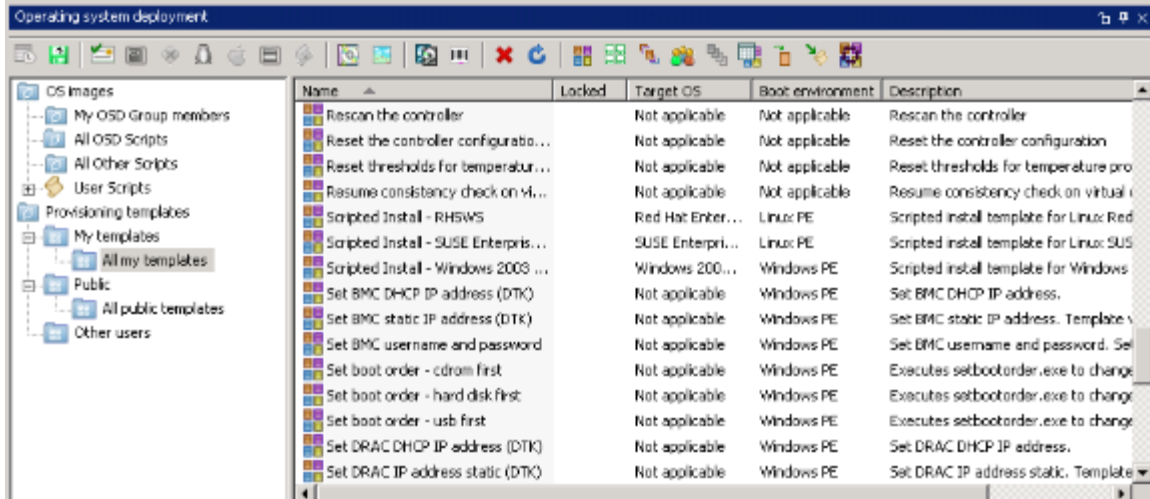 Operating system deployment
OS images
My OSD Group members
All OSD Scripts
All Other Scripts
User Scripts
Provisioning templates
My templates
All my templates
Public
All public templates
Other users
Name Locked Target OS Boot environment Description
Rescan the controller Not applicable Not applicable Rescan the controller
Reset the controller configuratio... Not applicable Not applicable Reset the controller configuration
Reset thresholds for temperatur... Not applicable Not applicable Reset thresholds for temperature pro
Resume consistency check on vi... Not applicable Not applicable Resume consistency check on virtual
Scripted Install - RHSWS Red Hat Enter... Linux PE Scripted install template for Linux Red
Scripted Install - SUSE Enterpris... SUSE Enterpri... Linux PE Scripted install template for Linux SUS
Scripted Install - Windows 2003 ... Windows 200... Windows PE Scripted install template for Windows
Set BMC DHCP IP address (DTK) Not applicable Windows PE Set BMC DHCP IP address.
Set BMC static IP address (DTK) Not applicable Windows PE Set BMC static IP address. Template
Set BMC username and password Not applicable Windows PE Set BMC username and password. Se
Set boot order - cdrom first Not applicable Windows PE Executes setbootorder.exe to change
Set boot order - hard disk first Not applicable Windows PE Executes setbootorder.exe to change
Set boot order - usb first Not applicable Windows PE Executes setbootorder.exe to change
Set DRAC DHCP IP address (DTK) Not applicable Windows PE Set DRAC DHCP IP address.
Set DRAC IP address static (DTK) Not applicable Windows PE Set DRAC IP address static. Template